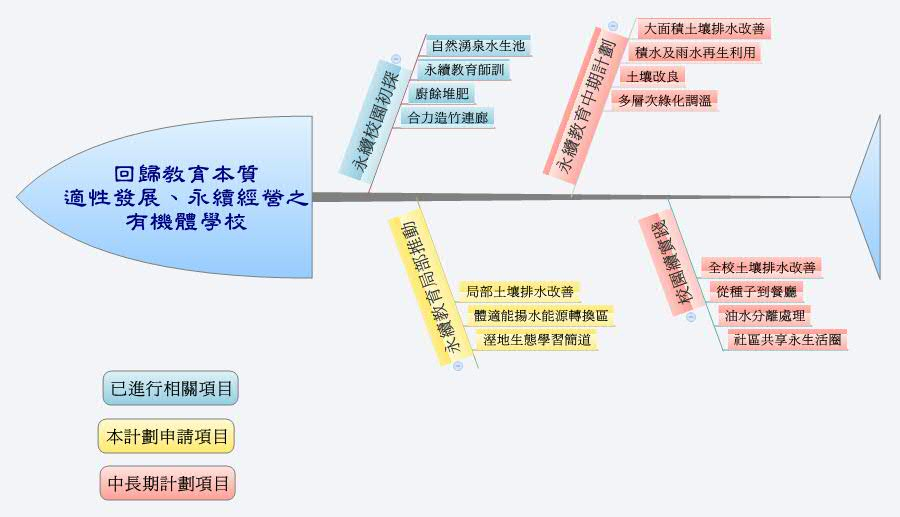 回歸教育本質
適性發展、永續經營之
有機體學校
永續校園初探
自然湧泉水生池
永續教育師訓
廚餘堆肥
合力造竹連廊
永續教育中期計劃
大面積土壤排水改善
積水及雨水再生利用
土壤改良
多層次綠化調溫
永續教育局部推動
局部土壤排水改善
體適能揚水能源轉換區
溼地生態學習簡道
校園續實踐
全校土壤排水改善
從種子到餐廳
油水分離處理
社區共享永生活圈
已進行相關項目
本計劃申請項目
中長期計劃項目